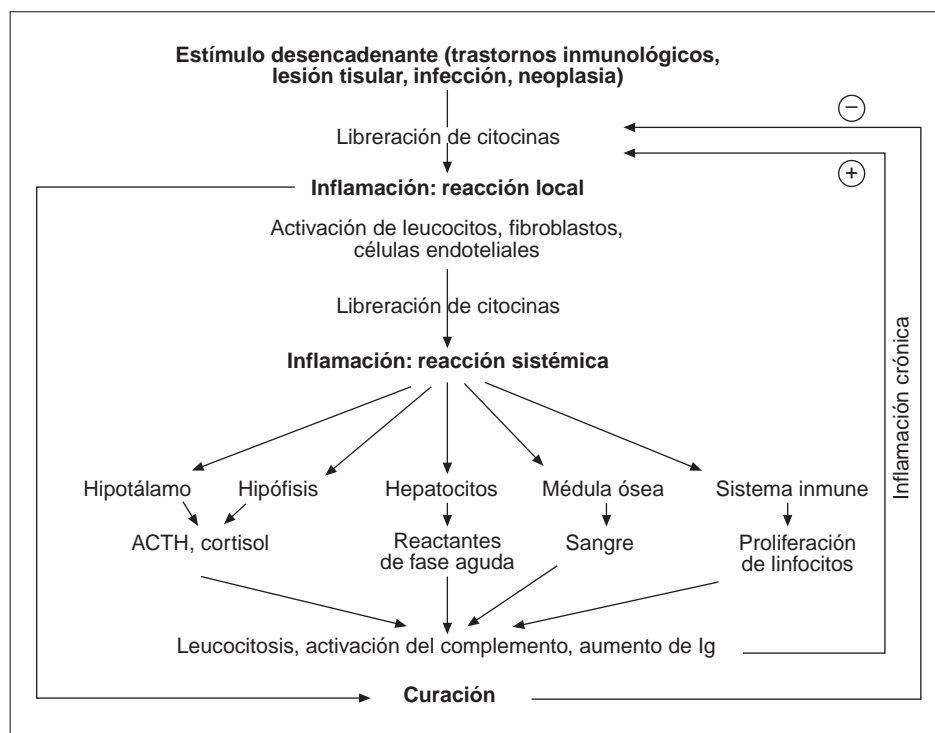 Estímulo desencadenante (trastornos inmunológicos,
lesión tisular, infección, neoplasia)
−
Libreración de citocinas
+
Inflamación: reacción local
Activación de leucocitos, fibroblastos,
células endoteliales
Libreración de citocinas
Inflamación crónica
Inflamación: reacción sistémica
Hipotálamo Hipófisis Hepatocitos Médula ósea Sistema inmune
ACTH, cortisol Reactantes Sangre Proliferación
de fase aguda de linfocitos
Leucocitosis, activación del complemento, aumento de Ig
Curación